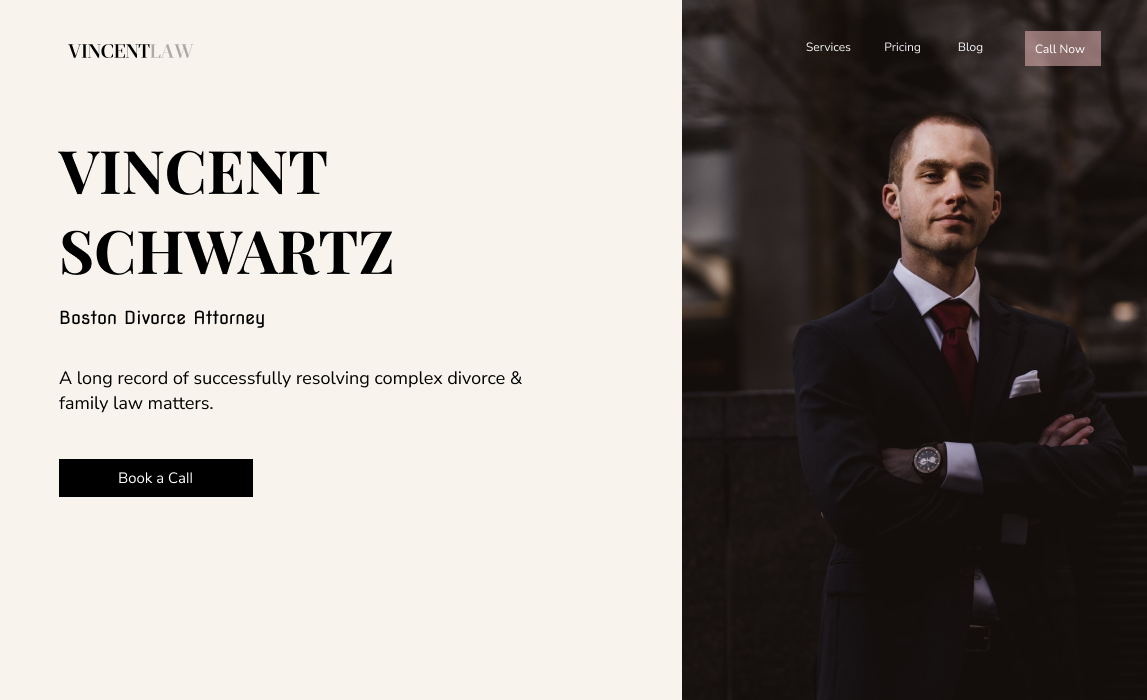 VINCENTLAW
Services Pricing Blog Call Now
VINCENT
SCHWARTZ
Boston Divorce Attorney
A long record of successfully resolving complex divorce &
family law matters.
Book a Call